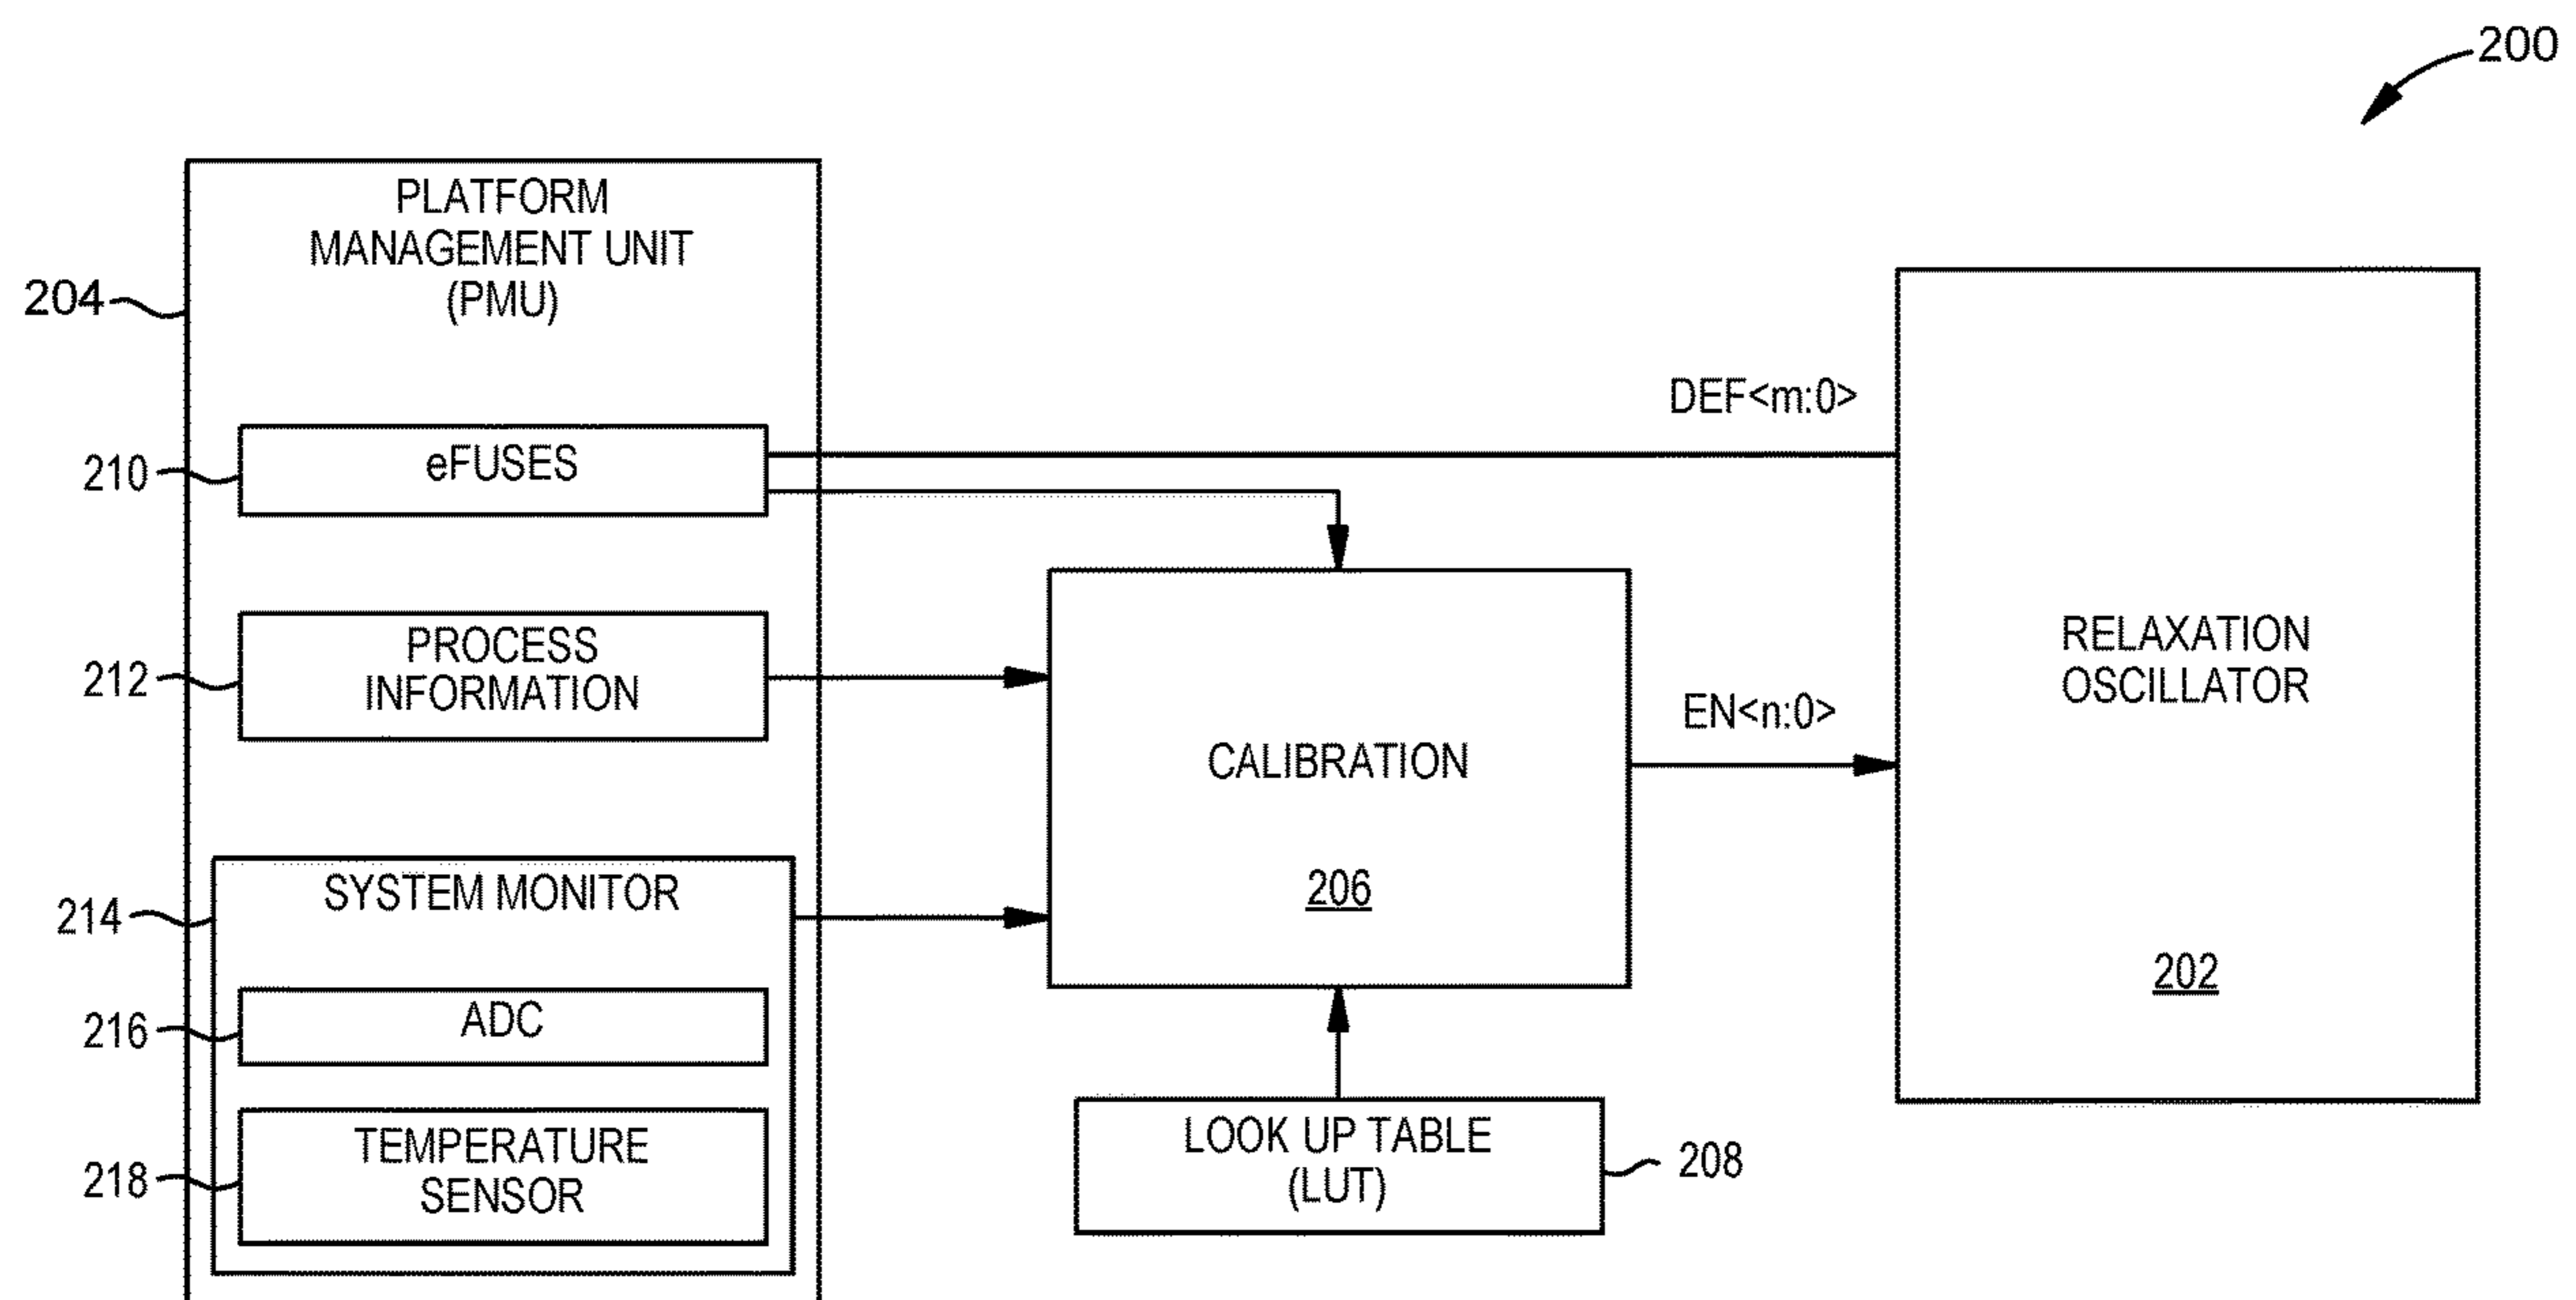 200
PLATFORM
MANAGEMENT UNIT
(PMU)
204
DEF<m:0>
eFUSES
210
PROCESS
INFORMATION
212
RELAXATION
OSCILLATOR
EN<n:0>
CALIBRATION
206
SYSTEM MONITOR
214
202
ADC
216
TEMPERATURE
SENSOR
218
LOOK UP TABLE
(LUT)
208